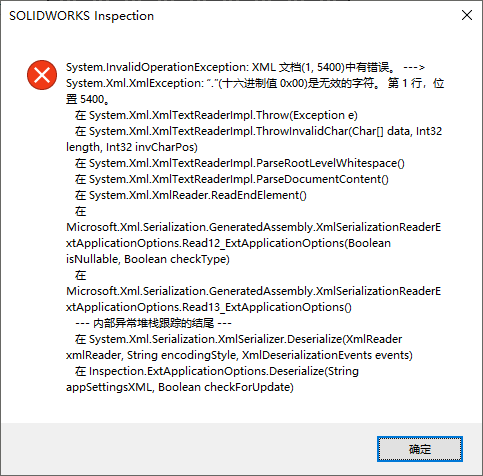 SOLIDWORKS Inspection
System.InvalidOperationException: XML 文档(1, 5400)中有错误。 --->
System.Xml.XmlException: “.”(十六进制值 0x00)是无效的字符。 第 1 行，位
置 5400。
在 System.Xml.XmlTextReaderImpl.Throw(Exception e)
在 System.Xml.XmlTextReaderImpl.ThrowInvalidChar(Char[] data, Int32
length, Int32 invCharPos)
在 System.Xml.XmlTextReaderImpl.ParseRootLevelWhitespace()
在 System.Xml.XmlTextReaderImpl.ParseDocumentContent()
在 System.Xml.XmlReader.ReadEndElement()
在
Microsoft.Xml.Serialization.GeneratedAssembly.XmlSerializationReaderE
xtApplicationOptions.Read12_ExtApplicationOptions(Boolean
isNullable, Boolean checkType)
在
Microsoft.Xml.Serialization.GeneratedAssembly.XmlSerializationReaderE
xtApplicationOptions.Read13_ExtApplicationOptions()
--- 内部异常堆栈跟踪的结尾 ---
在 System.Xml.Serialization.XmlSerializer.Deserialize(XmlReader
xmlReader, String encodingStyle, XmlDeserializationEvents events)
在 Inspection.ExtApplicationOptions.Deserialize(String
appSettingsXML, Boolean checkForUpdate)
确定